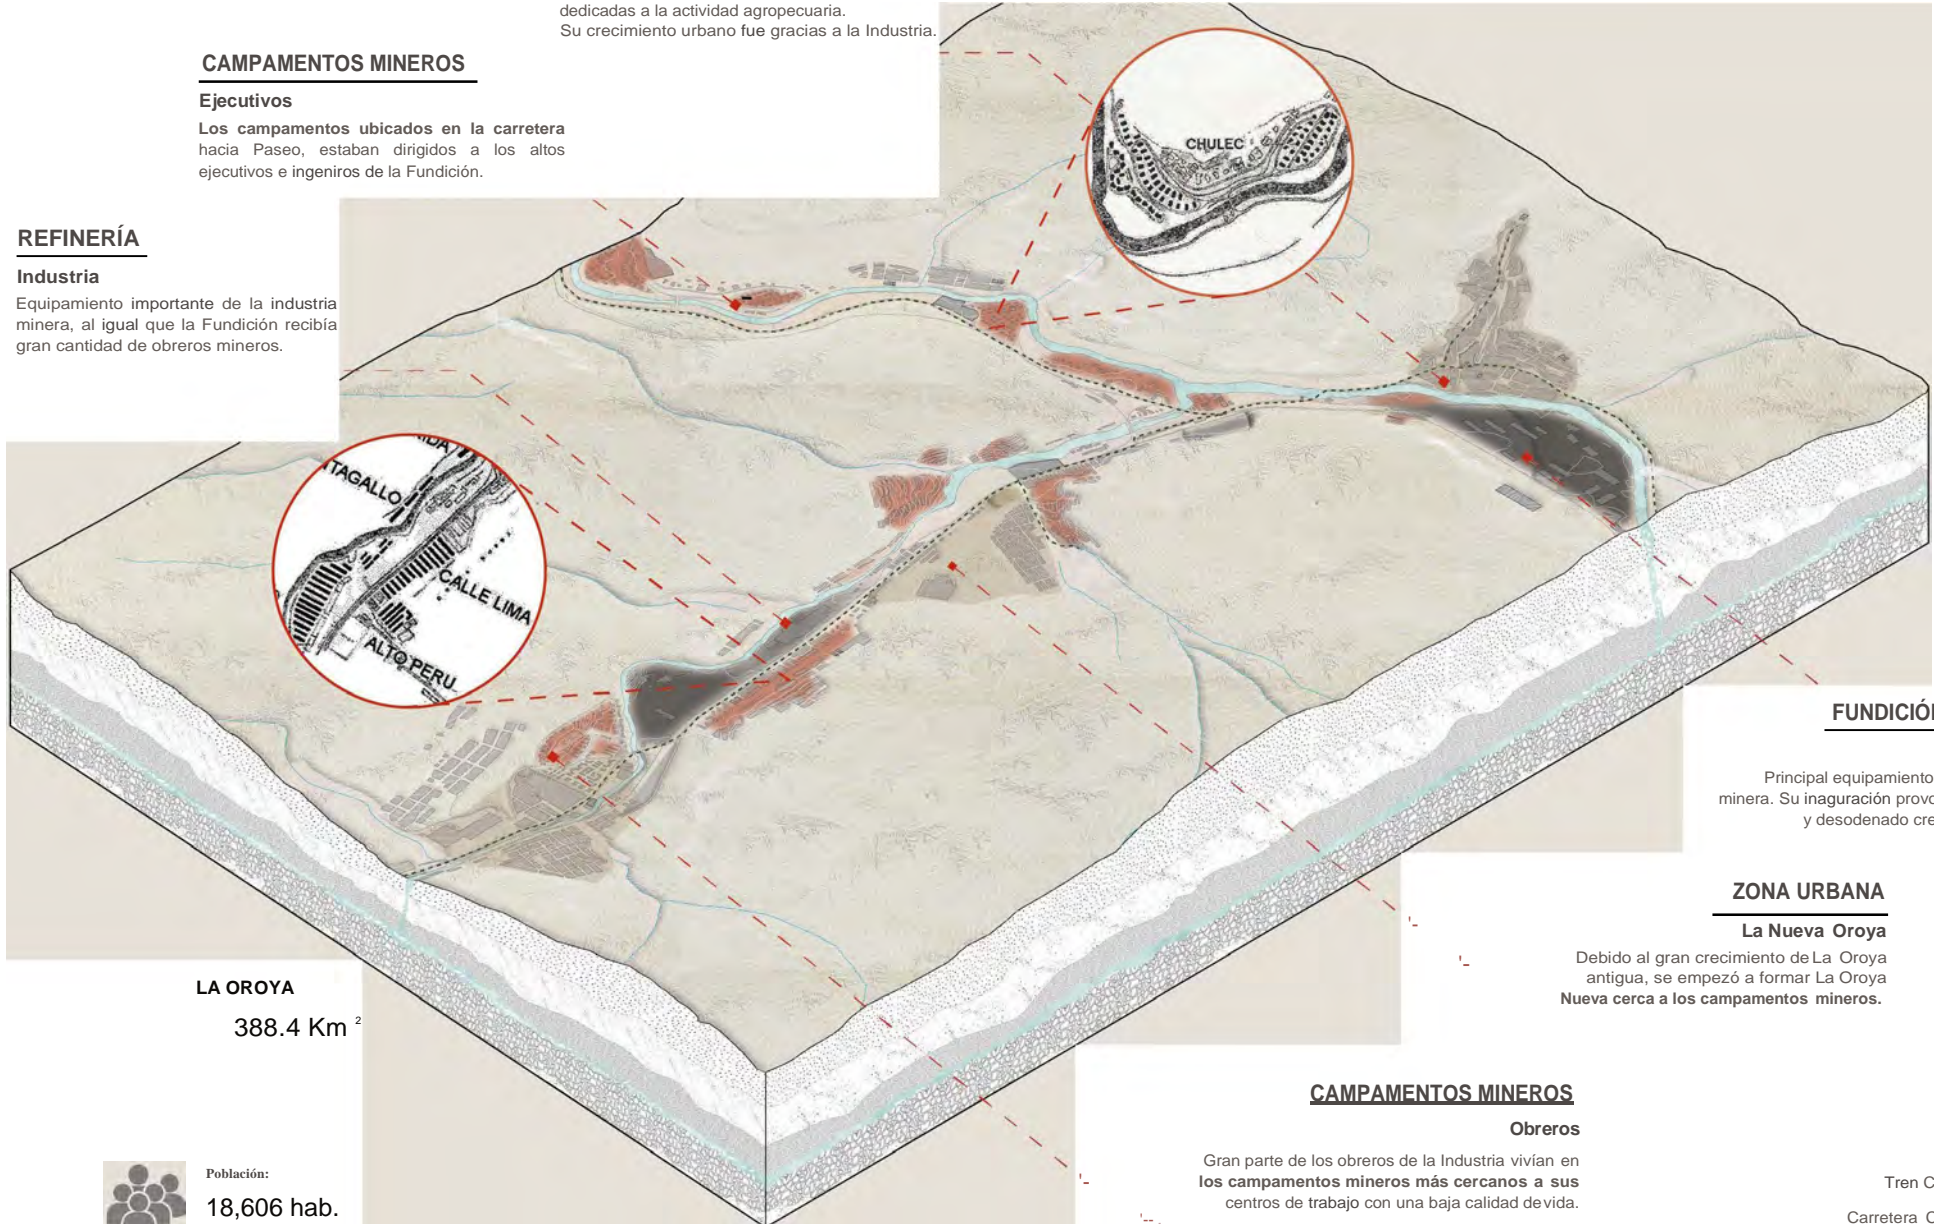 dedicadas a la actividad agropecuaria.
Su crecimiento urbano fue gracias a la Industria.
CAMPAMENTOS MINEROS
Ejecutivos
Los campamentos ubicados en la carretera
hacia Paseo, estaban dirigidos a los altos
ejecutivos e ingeniros de la Fundición.
REFINERÍA
Industria
Equipamiento importante de la industria
minera, al igual que la Fundición recibía
gran cantidad de obreros mineros.
CHULEC
TAGALLO
CALLE LIMA
ALTO PERU
FUNDICIÓN
Principal equipamiento
minera. Su inaguración provo
y desodenado cre
ZONA URBANA
La Nueva Oroya
Debido al gran crecimiento de La Oroya
antigua, se empezó a formar La Oroya
Nueva cerca a los campamentos mineros.
LA OROYA
388.4 Km ²
CAMPAMENTOS MINEROS
Obreros
Gran parte de los obreros de la Industria vivían en
los campamentos mineros más cercanos a sus
centros de trabajo con una baja calidad de vida.
Población:
18,606 hab.
Tren C
Carretera C